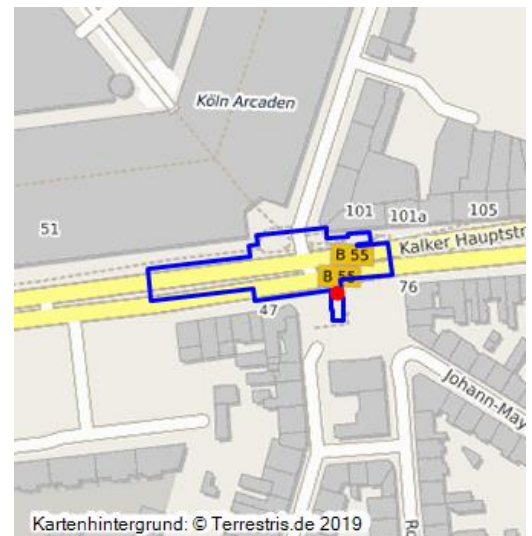 Köln Arcaden
51
101
101a
105
B 55
Kalker Hauptstr
B 55
47
76
Johann-May
Kartenhintergrund: © Terrestris.de 2019